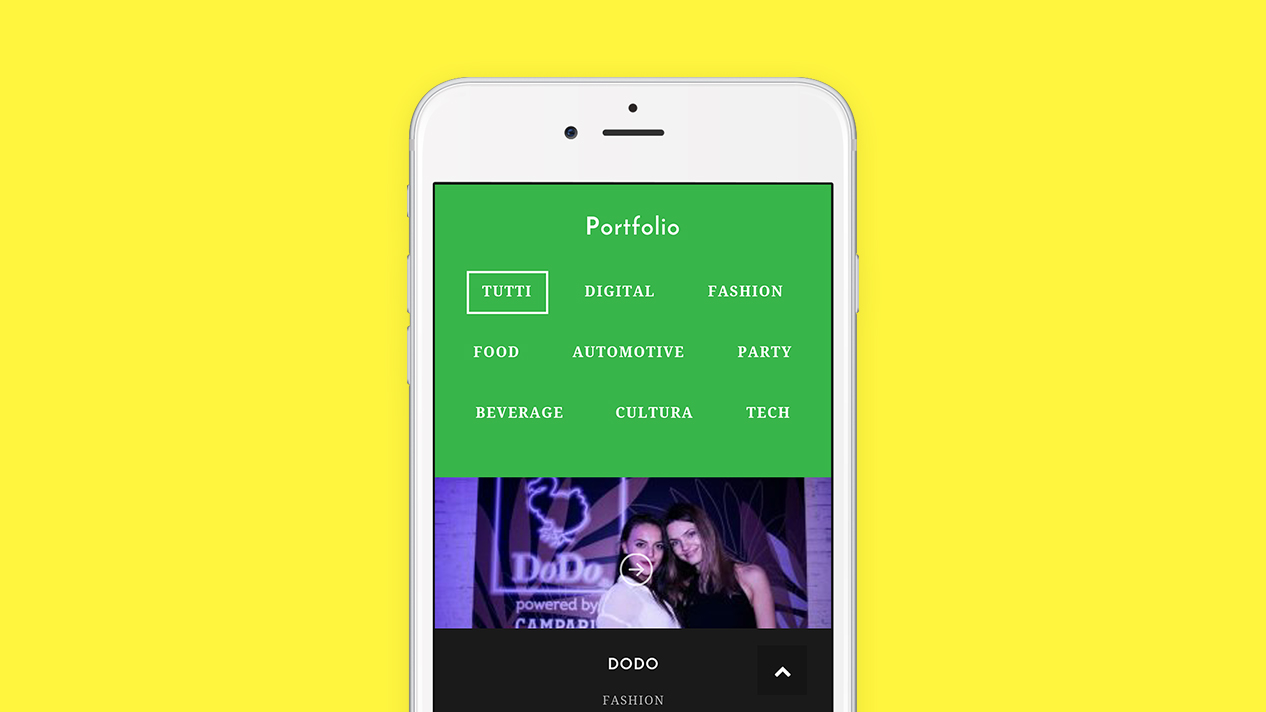 Portfolio
TUTTI DIGITAL FASHION
FOOD AUTOMOTIVE PARTY
BEVERAGE CULTURA TECH
DoDo
powered by
CAMPARI
DODO
FASHION